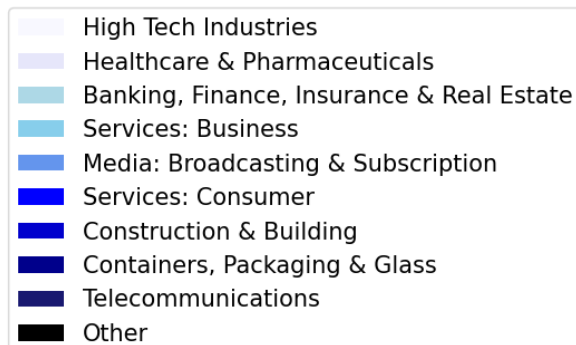 High Tech Industries
Healthcare & Pharmaceuticals
Banking, Finance, Insurance & Real Estate
Services: Business
Media: Broadcasting & Subscription
Services: Consumer
Construction & Building
Containers, Packaging & Glass
Telecommunications
Other